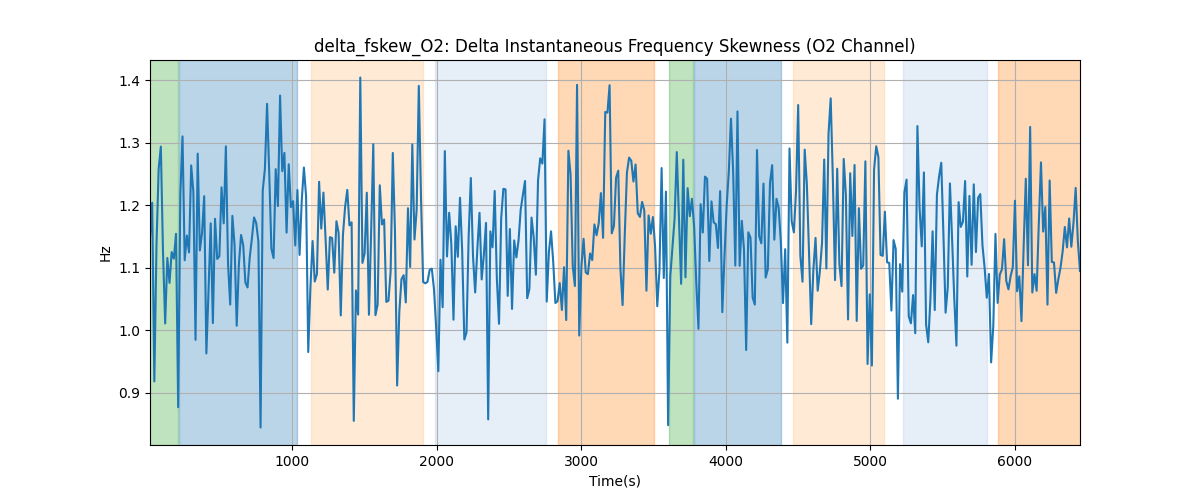 delta_fskew_O2: Delta Instantaneous Frequency Skewness (O2 Channel)
1.4
1.3
1.2
1.1
1.0
0.9
Hz
1000 2000 3000 4000 5000 6000
Time(s)